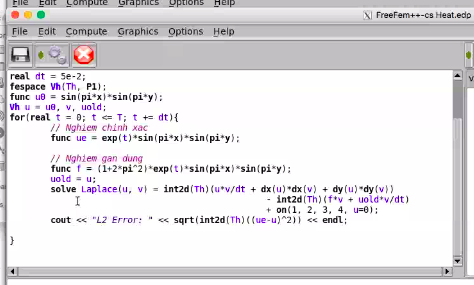 File Edit Compute Graphics Options Help
FreeFem++-cs Heat.edp
File Edit Compute Graphics Options Help
real dt = 5e-2;
fespace Vh(Th, P1);
func u0 = sin(pi*x)*sin(pi*y);
Vh u = u0, v, uold;
for(real t = 0; t <= T; t += dt){
// Nghiem chinh xac
func ue = exp(t)*sin(pi*x)*sin(pi*y);
// Nghiem gan dung
func f = (1+2*pi^2)*exp(t)*sin(pi*x)*sin(pi*y);
uold = u;
solve Laplace(u, v) = int2d(Th)(u*v/dt + dx(u)*dx(v) + dy(u)*dy(v))
- int2d(Th)(f*v + uold*v/dt)
+ on(1, 2, 3, 4, u=0);
cout << "L2 Error: " << sqrt(int2d(Th)((ue-u)^2)) << endl;
}